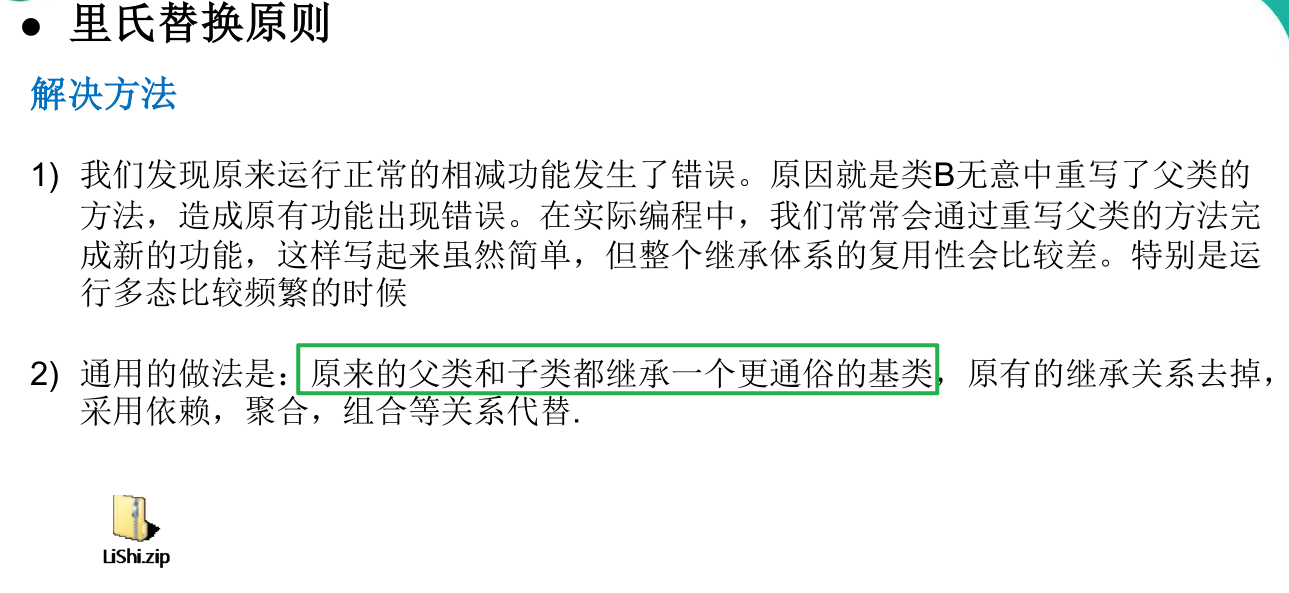 ● 里氏替换原则
解决方法
1) 我们发现原来运行正常的相减功能发生了错误。原因就是类B无意中重写了父类的
方法，造成原有功能出现错误。在实际编程中，我们常常会通过重写父类的方法完
成新的功能，这样写起来虽然简单，但整个继承体系的复用性会比较差。特别是运
行多态比较频繁的时候
2) 通用的做法是：原来的父类和子类都继承一个更通俗的基类，原有的继承关系去掉，
采用依赖，聚合，组合等关系代替.
LiShi.zip